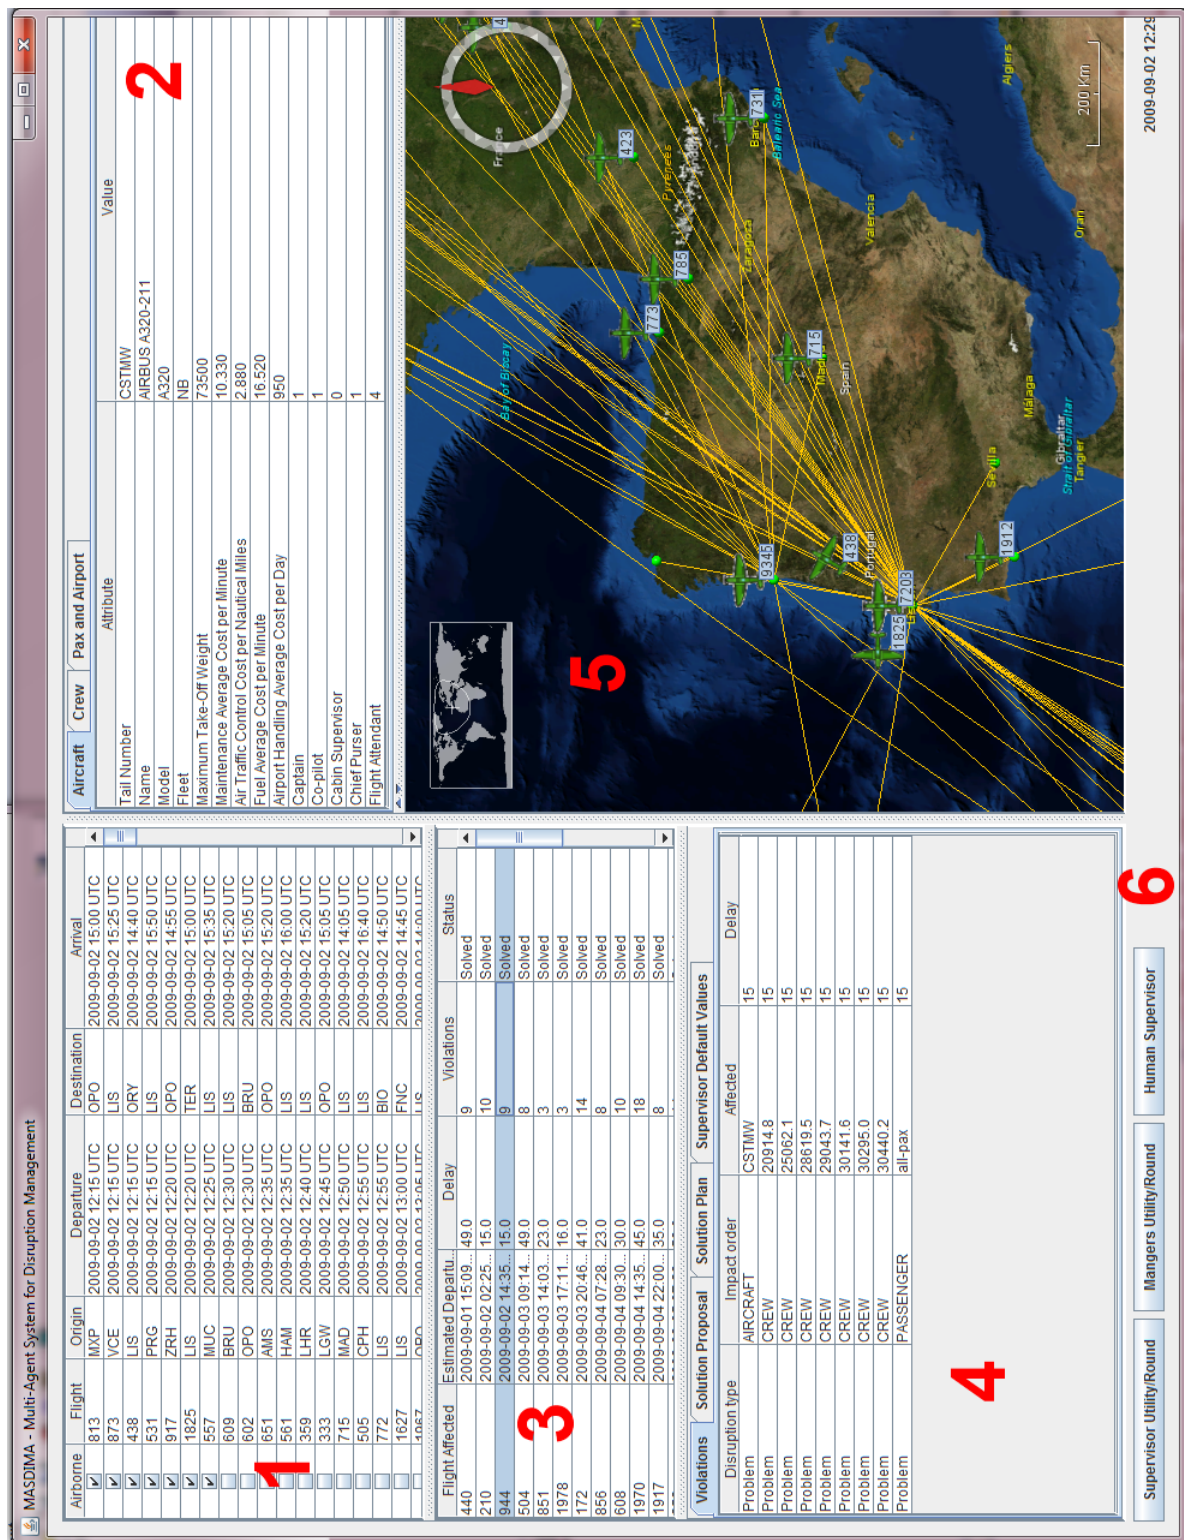 MASDIMA - Multi-Agent System for Disruption Management
Airborne Flight Origin Departure Destination Arrival
813 MXP 2009-09-02 12:15 UTC OPO 2009-09-02 15:00 UTC
873 VCE 2009-09-02 12:15 UTC LIS 2009-09-02 15:25 UTC
438 LIS 2009-09-02 12:15 UTC ORY 2009-09-02 14:40 UTC
531 PRG 2009-09-02 12:15 UTC LIS 2009-09-02 15:50 UTC
917 ZRH 2009-09-02 12:20 UTC OPO 2009-09-02 14:55 UTC
1825 LIS 2009-09-02 12:20 UTC TER 2009-09-02 15:00 UTC
557 MUC 2009-09-02 12:25 UTC LIS 2009-09-02 15:35 UTC
609 BRU 2009-09-02 12:30 UTC LIS 2009-09-02 15:20 UTC
602 OPO 2009-09-02 12:30 UTC BRU 2009-09-02 15:05 UTC
651 AMS 2009-09-02 12:35 UTC OPO 2009-09-02 15:20 UTC
561 HAM 2009-09-02 12:35 UTC LIS 2009-09-02 16:00 UTC
359 LHR 2009-09-02 12:40 UTC LIS 2009-09-02 15:20 UTC
333 LGW 2009-09-02 12:45 UTC OPO 2009-09-02 15:05 UTC
715 MAD 2009-09-02 12:50 UTC LIS 2009-09-02 14:05 UTC
505 CPH 2009-09-02 12:55 UTC LIS 2009-09-02 16:40 UTC
772 LIS 2009-09-02 12:55 UTC BIO 2009-09-02 14:50 UTC
1627 LIS 2009-09-02 13:00 UTC FNC 2009-09-02 14:45 UTC
1967 OPO 2009-09-02 13:05 UTC LIS 2009-09-02 14:00 UTC
1
Aircraft Crew Pax and Airport
Attribute Value
Tail Number CSTMW
Name AIRBUS A320-211
Model A320
Fleet NB
Maximum Take-Off Weight 73500
Maintenance Average Cost per Minute 10.330
Air Traffic Control Cost per Nautical Miles 2.880
Fuel Average Cost per Minute 16.520
Airport Handling Average Cost per Day 950
Captain 1
Co-pilot 1
Cabin Supervisor 0
Chief Purser 1
Flight Attendant 4
2
Flight Affected Estimated Departu... Delay Violations Status
440 2009-09-01 15:09... 49.0 9 Solved
210 2009-09-02 02:25... 15.0 10 Solved
944 2009-09-02 14:35... 15.0 9 Solved
504 2009-09-03 09:14... 49.0 8 Solved
851 2009-09-03 14:03... 23.0 3 Solved
1978 2009-09-03 17:11... 16.0 3 Solved
172 2009-09-03 20:46... 41.0 14 Solved
856 2009-09-04 07:28... 23.0 8 Solved
608 2009-09-04 09:30... 30.0 10 Solved
1970 2009-09-04 14:35... 45.0 18 Solved
1917 2009-09-04 22:00... 35.0 8 Solved
3
Violations Solution Proposal Solution Plan Supervisor Default Values
Disruption type Impact order Affected Delay
Problem AIRCRAFT CSTMW 15
Problem CREW 20914.8 15
Problem CREW 25062.1 15
Problem CREW 28619.5 15
Problem CREW 29043.7 15
Problem CREW 30141.6 15
Problem CREW 30295.0 15
Problem CREW 30440.2 15
Problem PASSENGER all-pax 15
4
France
423
Pyrenees
785
773
Bay of Biscay
731
Balearic Sea
Zaragoza
Valencia
715
Spain
9345
438
Portugal
7203
1825
1912
Sevilla
Málaga
Gibraltar
Strait of Gibraltar
Tangier
Oran
Algiers
200 Km
5
Supervisor Utility/Round Mangers Utility/Round Human Supervisor
6
2009-09-02 12:29